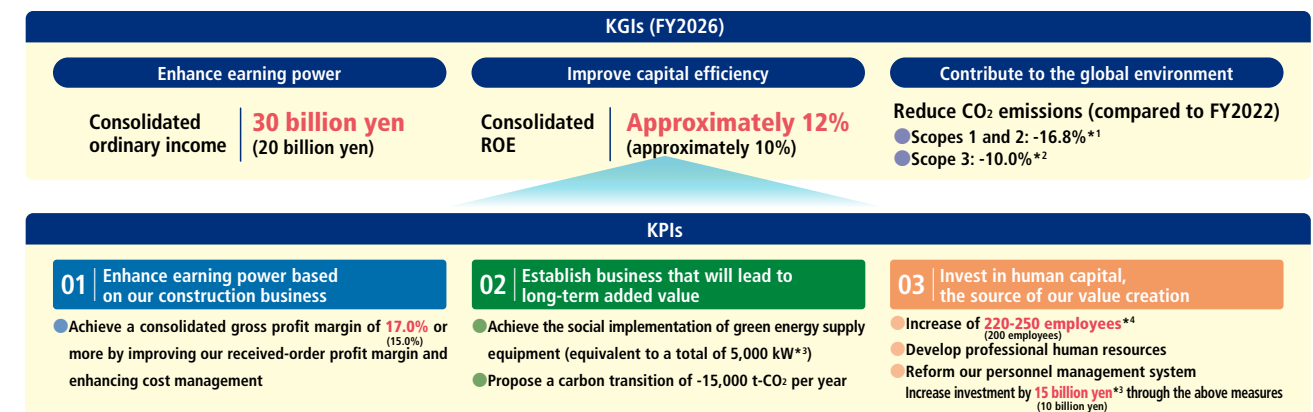 KGIs (FY2026)
Enhance earning power
Consolidated
ordinary income
30 billion yen
(20 billion yen)
Improve capital efficiency
Consolidated
ROE
Approximately 12%
(approximately 10%)
Contribute to the global environment
Reduce CO₂ emissions (compared to FY2022)
●Scopes 1 and 2: -16.8%*¹
●Scope 3: -10.0%*²
KPIs
01 Enhance earning power based
on our construction business
●Achieve a consolidated gross profit margin of 17.0% or
(15.0%)
more by improving our received-order profit margin and
enhancing cost management
02 Establish business that will lead to
long-term added value
●Achieve the social implementation of green energy supply
equipment (equivalent to a total of 5,000 kW*³)
●Propose a carbon transition of -15,000 t-CO₂ per year
03 Invest in human capital,
the source of our value creation
●Increase of 220-250 employees*⁴
(200 employees)
●Develop professional human resources
●Reform our personnel management system
Increase investment by 15 billion yen*³ through the above measures
(10 billion yen)